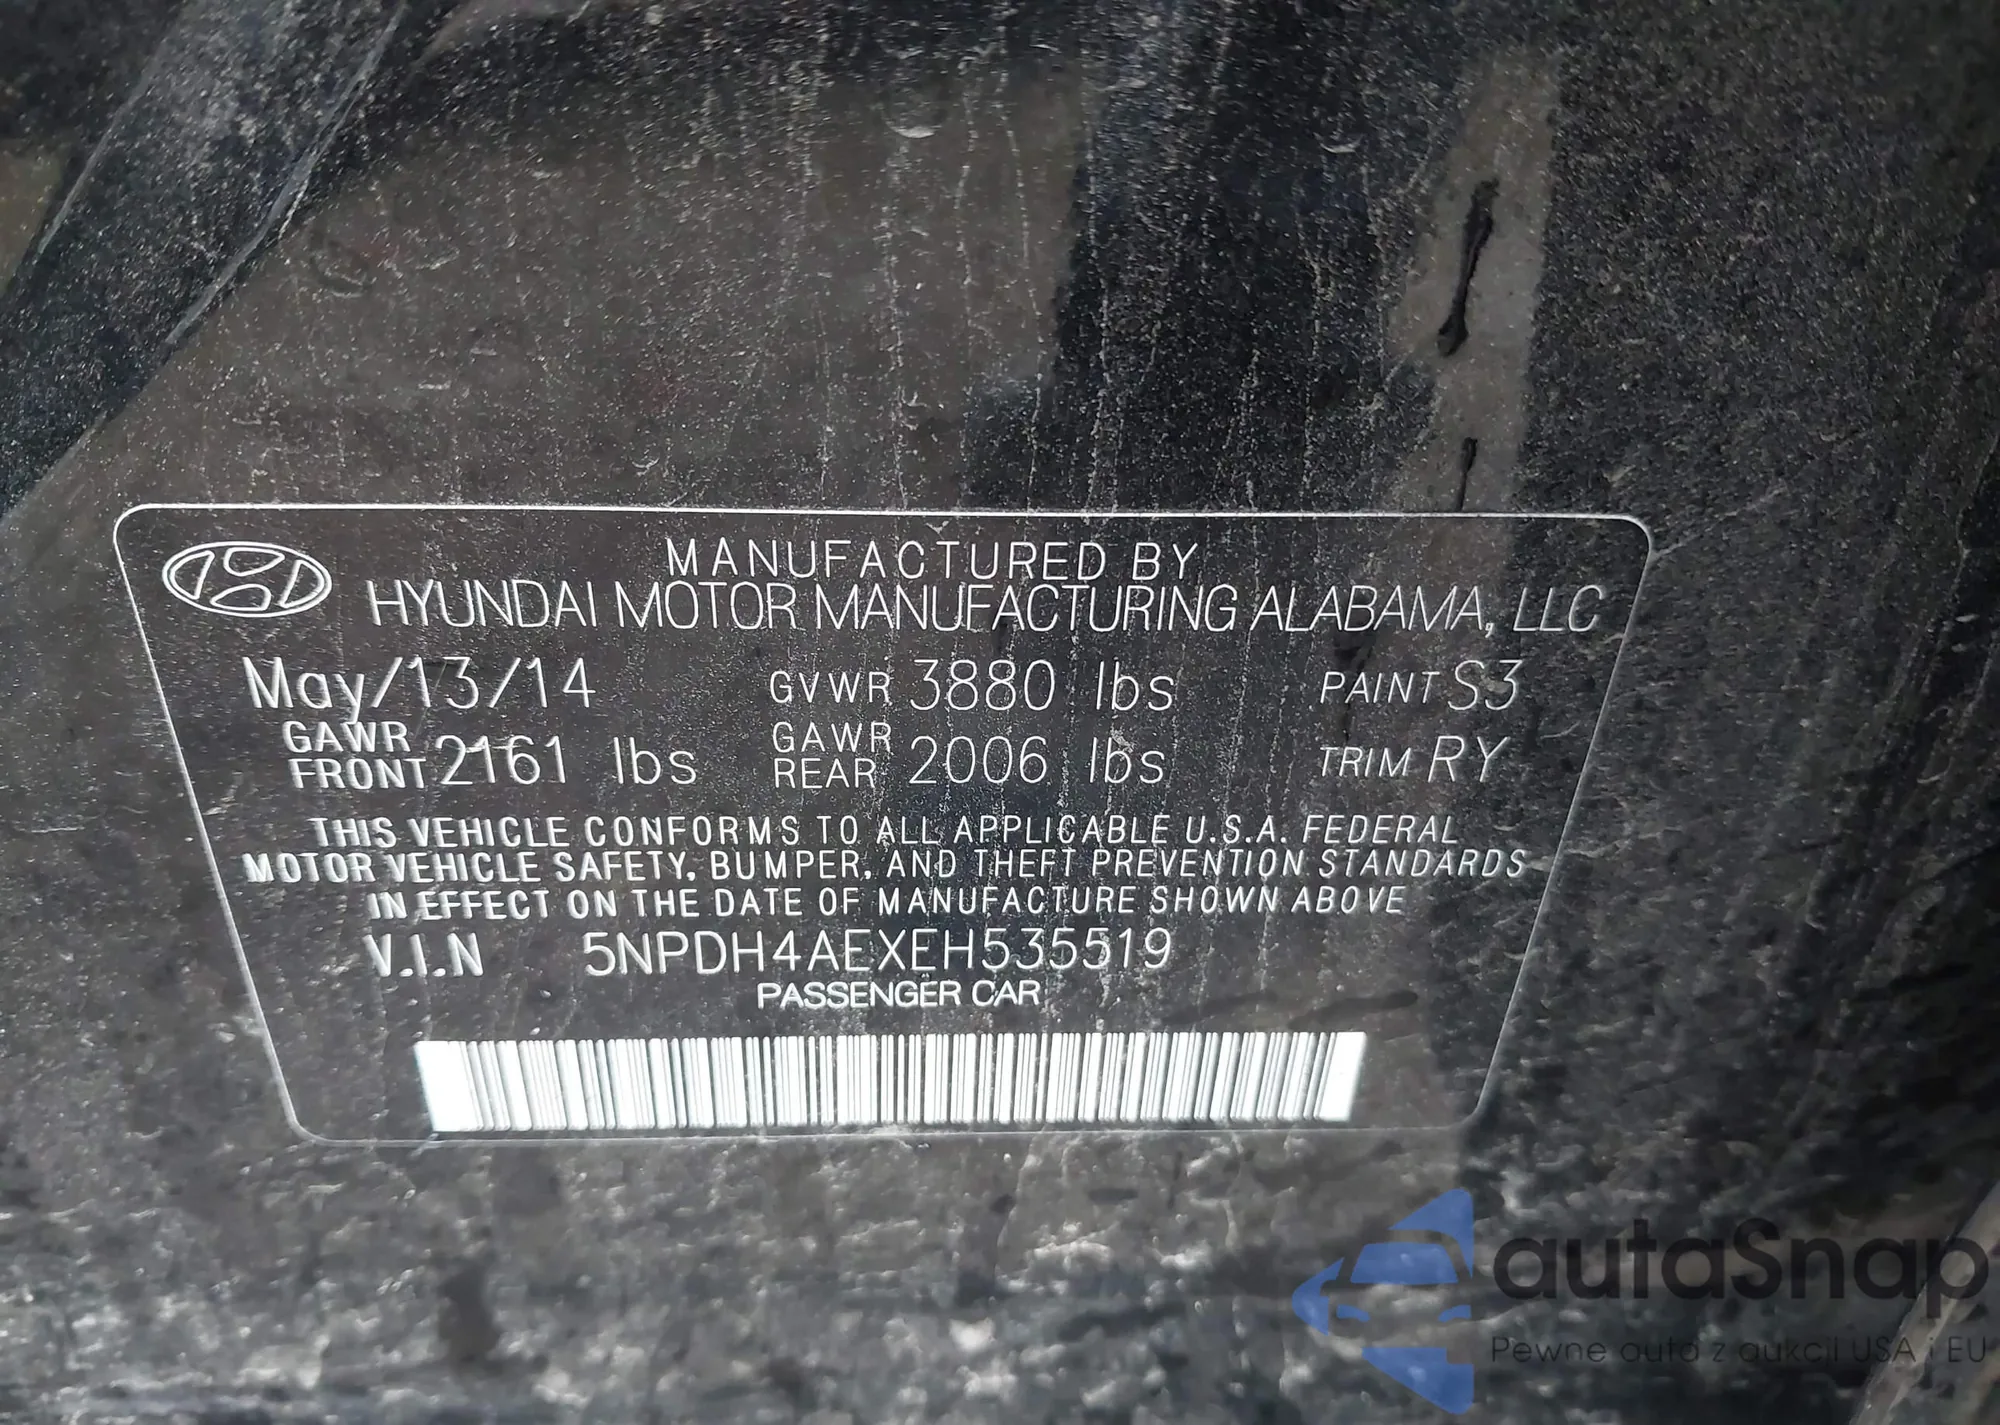 MANUFACTURED BY
HYUNDAI MOTOR MANUFACTURING ALABAMA, LLC
May/13/14 GVWR 3880 lbs PAINT S3
GAWR FRONT 2161 lbs GAWR REAR 2006 lbs TRIM RY
THIS VEHICLE CONFORMS TO ALL APPLICABLE U.S.A. FEDERAL
MOTOR VEHICLE SAFETY, BUMPER, AND THEFT PREVENTION STANDARDS
IN EFFECT ON THE DATE OF MANUFACTURE SHOWN ABOVE
V.I.N 5NPDH4AEXEH535519
PASSENGER CAR
autaSnap
Pewne auta z aukcji USA i EU